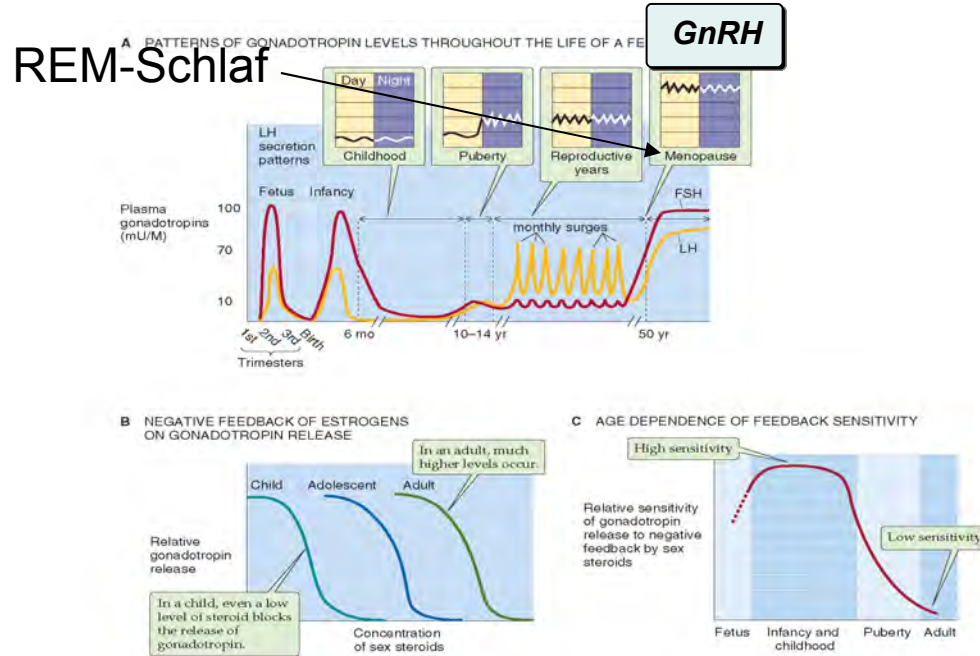 GnRH
A PATTERNS OF GONADOTROPIN LEVELS THROUGHOUT THE LIFE OF A FE
REM-Schlaf
Day Night
LH
secretion
patterns
Childhood
Puberty
Reproductive
years
Menopause
Fetus
Infancy
Plasma
gonadotropins
(mU/M)
100
70
10
monthly surges
FSH
LH
1st
2nd
3rd
Birth
6 mo
10–14 yr
50 yr
Trimesters
B NEGATIVE FEEDBACK OF ESTROGENS
ON GONADOTROPIN RELEASE
In an adult, much
higher levels occur.
Child
Adolescent
Adult
Relative
gonadotropin
release
In a child, even a low
level of steroid blocks
the release of
gonadotropin.
Concentration
of sex steroids
C AGE DEPENDENCE OF FEEDBACK SENSITIVITY
High sensitivity
Relative sensitivity
of gonadotropin
release to negative
feedback by sex
steroids
Low sensitivity
Fetus
Infancy and
childhood
Puberty
Adult